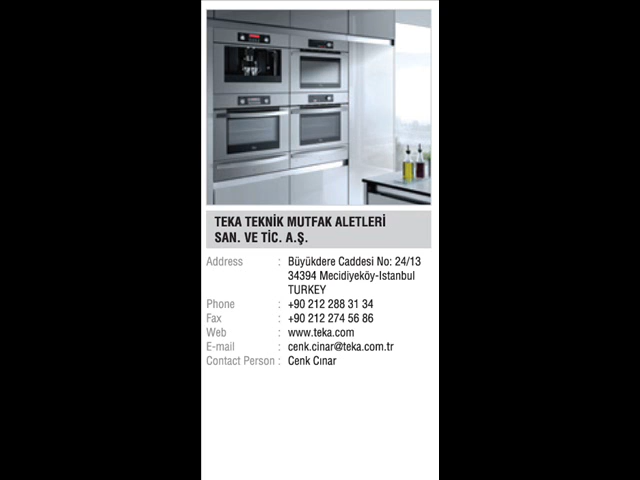 TEKA TEKNİK MUTFAK ALETLERİ
SAN. VE TİC. A.Ş.
Address : Büyükdere Caddesi No: 24/13
34394 Mecidiyeköy-Istanbul
TURKEY
Phone : +90 212 288 31 34
Fax : +90 212 274 56 86
Web : www.teka.com
E-mail : cenk.cinar@teka.com.tr
Contact Person : Cenk Cınar